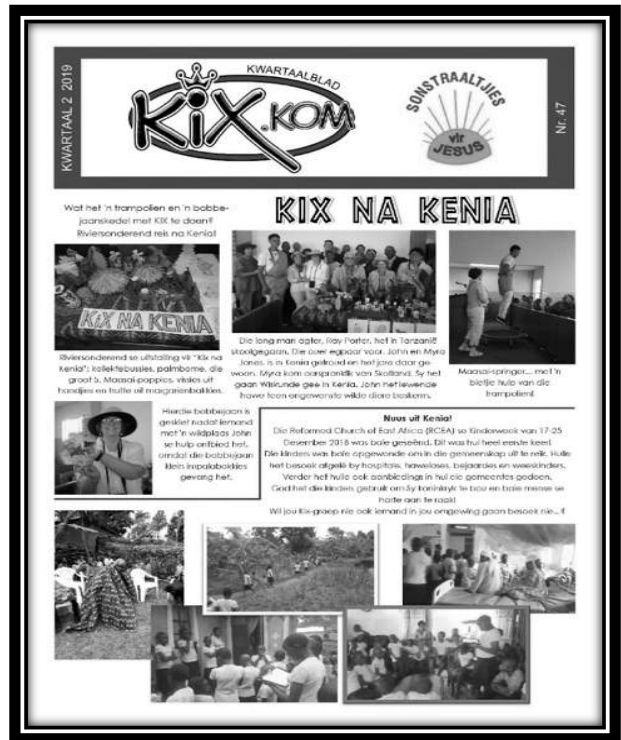 KWARTAAL 2 2019
KWARTAALBLAD
KiX.KOM
SONSTRAALTJIES
vir
JESUS
Nr. 47
Wat het 'n trampolien en 'n bobbe-
jaanskedel met KIX te doen?
Riviersonderend reis na Kenia!
KIX NA KENIA
KiX NA KENIA
Riviersonderend se uitstalling vir "Kix na
Kenia": kollektebussies, palmbome, die
groot 5, Maasai-poppies, vissies uit
handjies en hutte uit margarienbakkies.
Die lang man agter, Ray Porter, het in Tanzanië
skoolgegaan. Die ouer egpaar voor, John en Myra
Jones, is in Kenia gebore en het jare daar ge
woon. Myra kom oorspronklik van Skotland. Sy het
gaan Wiskunde gee in Kenia. John het lewende
hawe teen ongewenste wilde diere beskerm.
Maasai-springer... met 'n
bietjie hulp van die
trampolien!
Hierdie bobbejaan is
geskiet nadat iemand
met 'n wildplaas John
se hulp ontbied het,
omdat die bobbejaan
klein impalabokkies
gevang het.
Nuus uit Kenia!
Die Reformed Church of East Africa (RCEA) se Kinderweek van 17-25
Desember 2018 was baie geseënd. Dit was hul heel eerste keer!
Die kinders was baie opgewonde om in die gemeenskap uit te reik. Hulle
het besoek afgelê by hospitale, haweloses, bejaardes en weeskinders.
Verder het hulle ook aanbiedings in hul eie gemeentes gedoen.
God het die kinders gebruik om Sy koninkryk te bou en baie mense se
harte aan te raak!
Wil jou Kix-groep nie ook iemand in jou omgewing gaan besoek nie...?